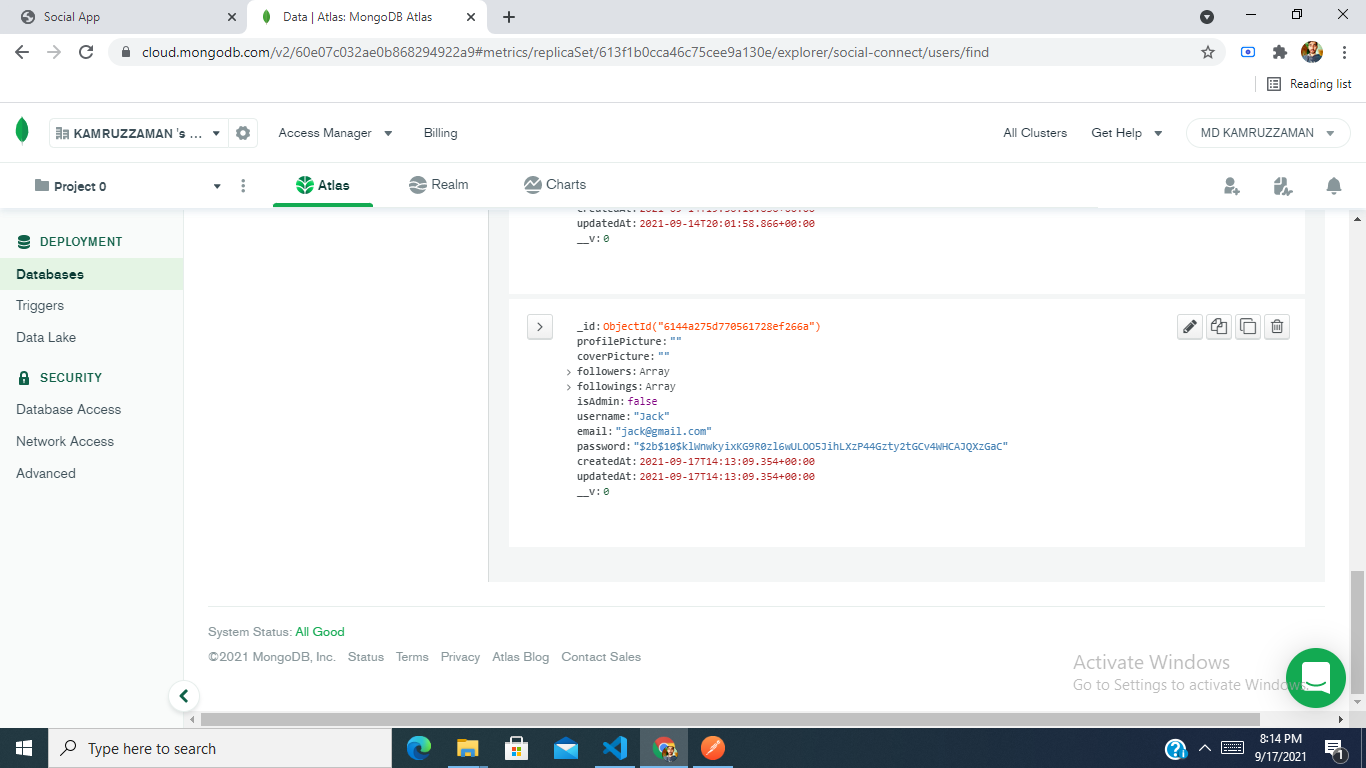 Social App
Data | Atlas: MongoDB Atlas
cloud.mongodb.com/v2/60e07c032ae0b868294922a9#metrics/replicaSet/613f1b0cca46c75cee9a130e/explorer/social-connect/users/find
Reading list
KAMRUZZAMAN 's ...
Access Manager
Billing
All Clusters
Get Help
MD KAMRUZZAMAN
Project 0
Atlas
Realm
Charts
DEPLOYMENT
Databases
Triggers
Data Lake
SECURITY
Database Access
Network Access
Advanced
updatedAt: 2021-09-14T20:01:58.866+00:00
__v: 0
_id: ObjectId("6144a275d770561728ef266a")
profilePicture: ""
coverPicture: ""
followers: Array
followings: Array
isAdmin: false
username: "Jack"
email: "jack@gmail.com"
password: "$2b$10$klWnwkyixKG9R0zl6wULOO5JihLXzP44Gzty2tGCv4WHCAJQXzGaC"
createdAt: 2021-09-17T14:13:09.354+00:00
updatedAt: 2021-09-17T14:13:09.354+00:00
__v: 0
System Status: All Good
©2021 MongoDB, Inc. Status Terms Privacy Atlas Blog Contact Sales
Activate Windows
Go to Settings to activate Windows.
Type here to search
8:14 PM
9/17/2021
1